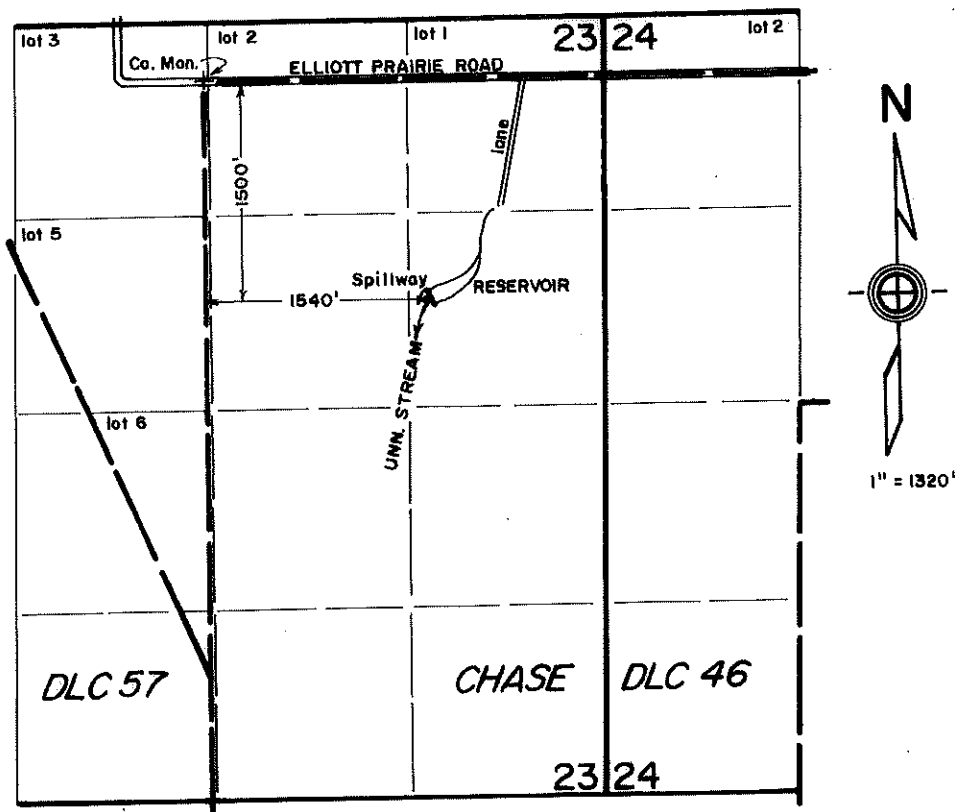 lot 3
lot 2
lot 1
23 24
lot 2
Co. Mon.
ELLIOTT PRAIRIE ROAD
N
lane
1500'
lot 5
Spillway
RESERVOIR
1540'
UNN. STREAM
lot 6
1" = 1320'
DLC 57
CHASE
DLC 46
23 24